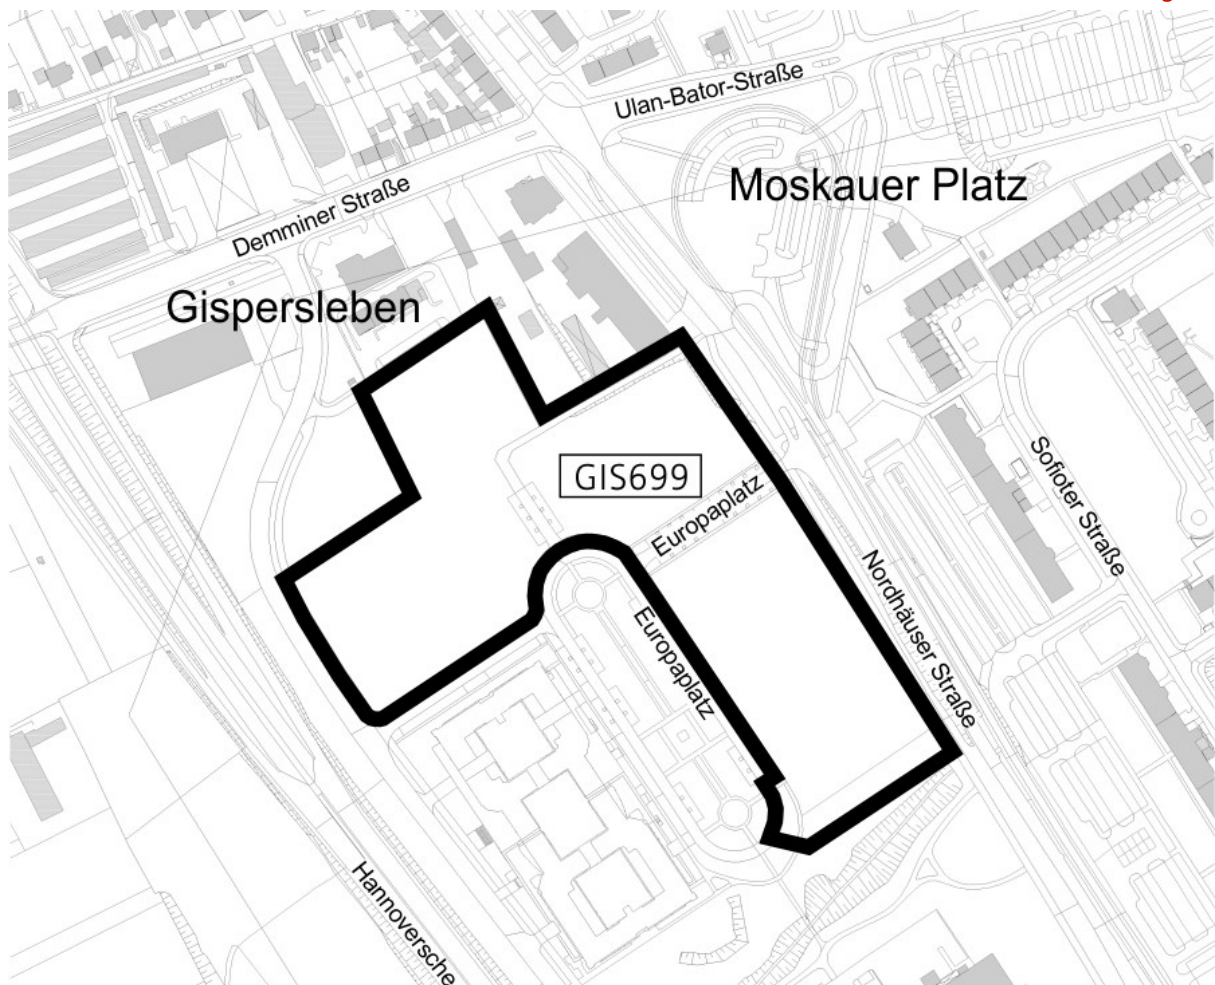 Ulan-Bator-Straße
Moskauer Platz
Demminer Straße
Gispersleben
GIS699
Europaplatz
Sofioter Straße
Nordhäuser Straße
Europaplatz
Hannoversche